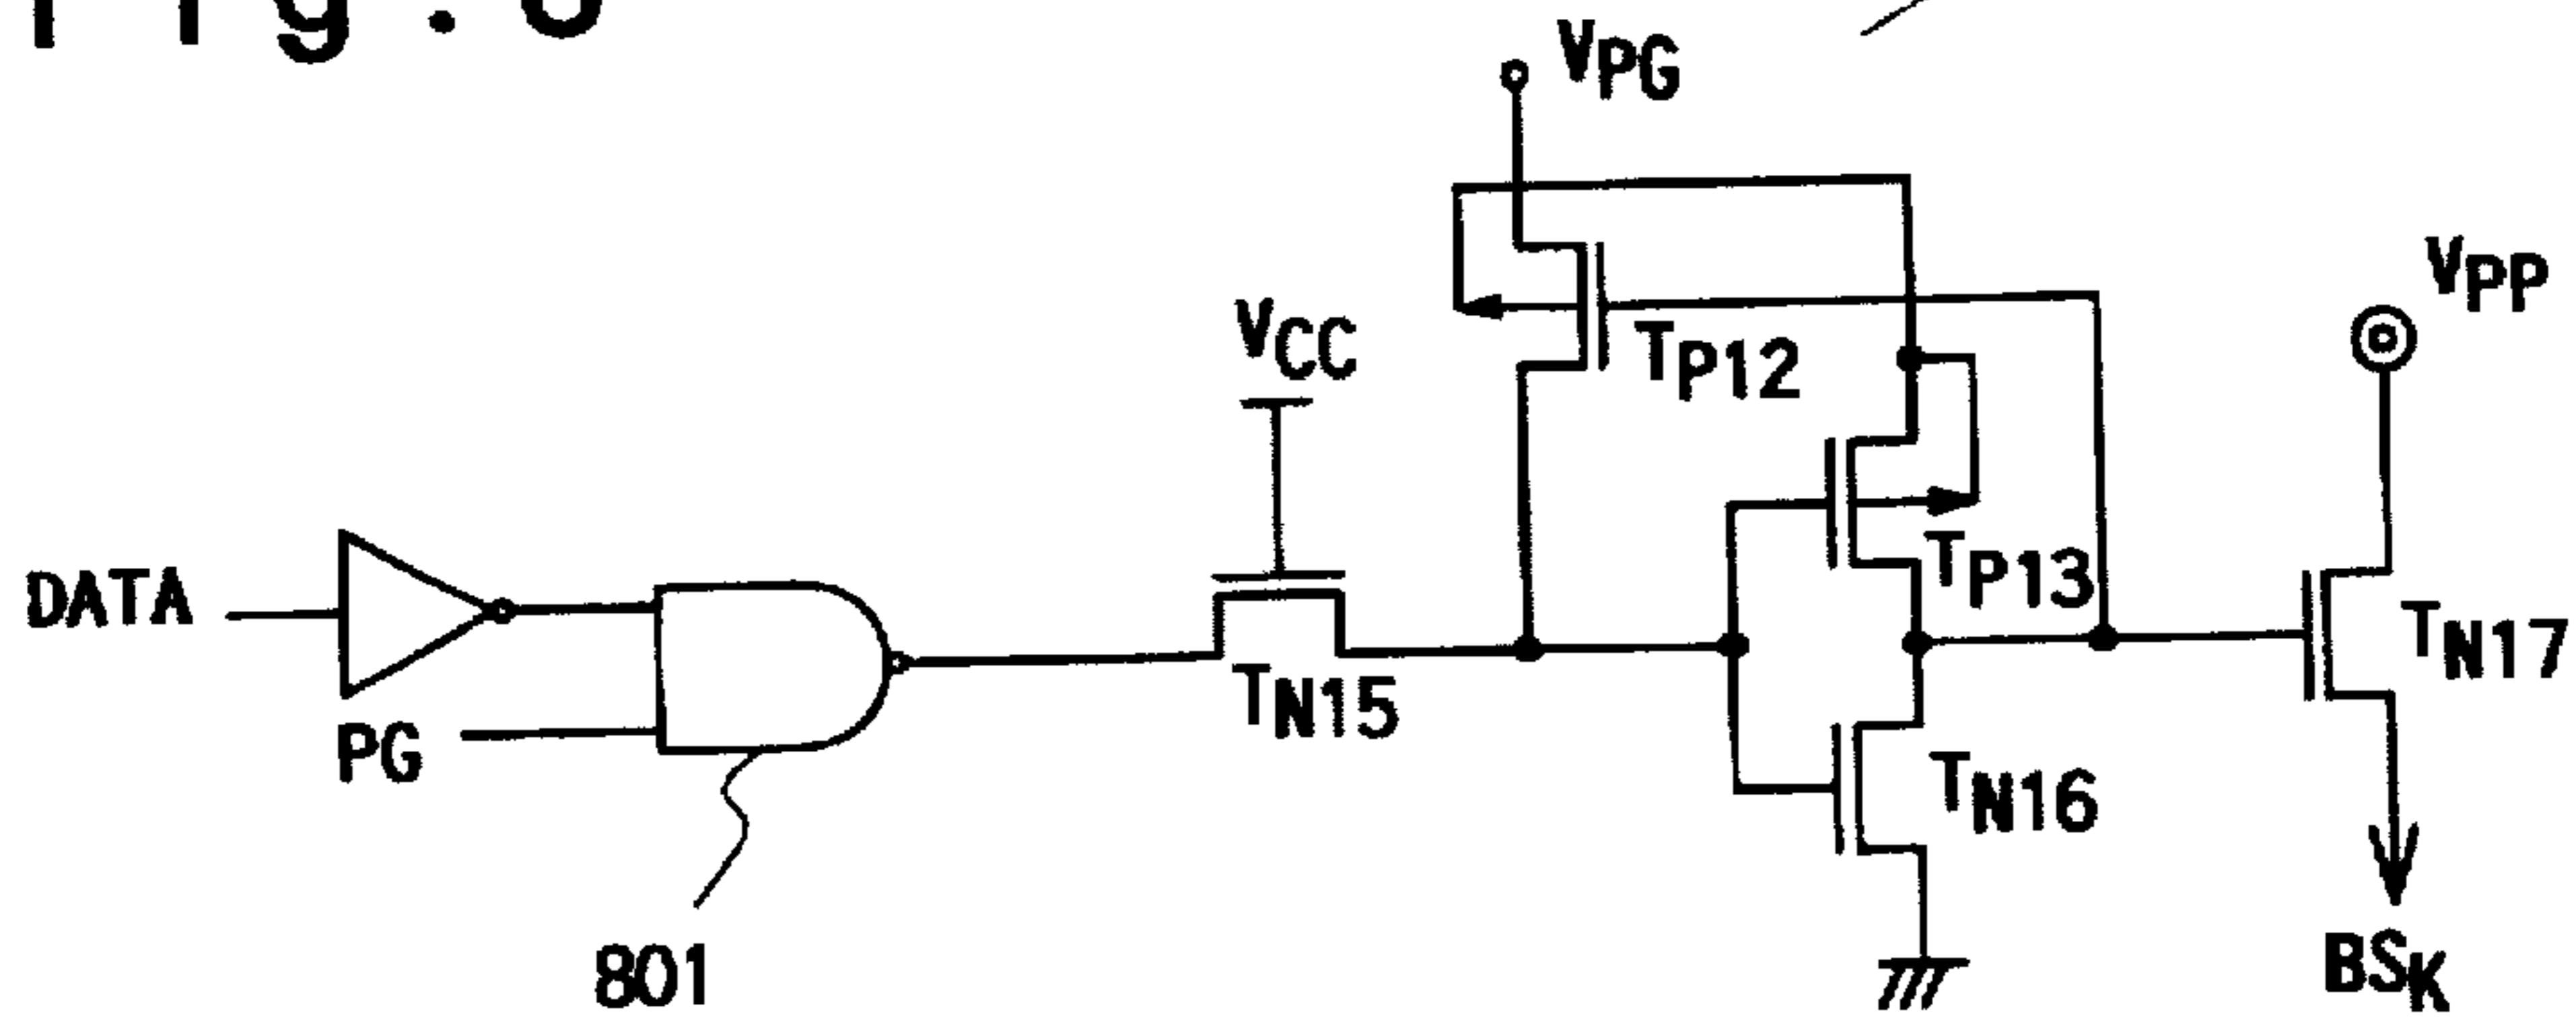 VPG
VPP
VCC
TP12
DATA
TP13
TN17
PG
TN15
TN16
801
BSK